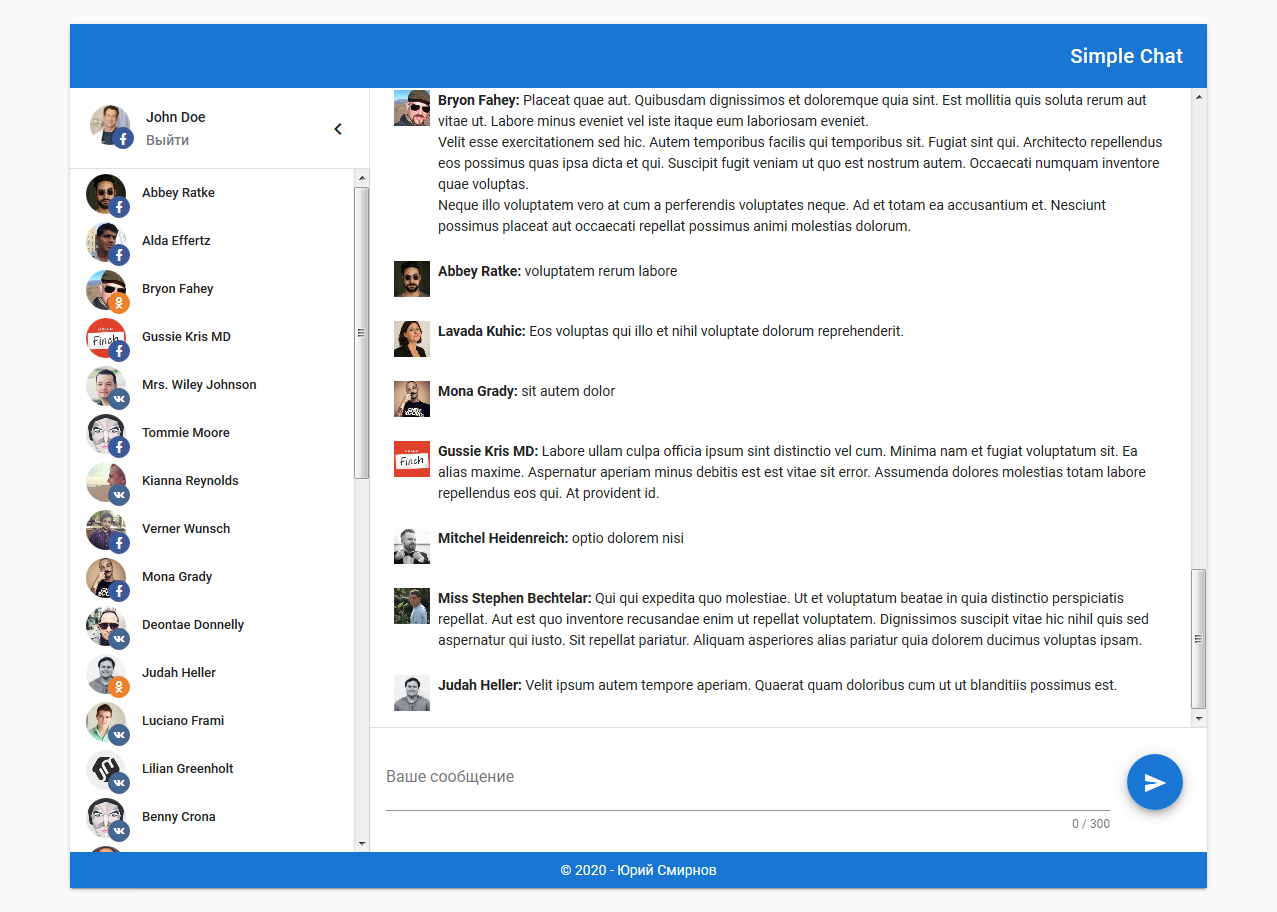 Simple Chat
John Doe
Выйти
Abbey Ratke
Alda Effertz
Bryon Fahey
Gussie Kris MD
Mrs. Wiley Johnson
Tommie Moore
Kianna Reynolds
Verner Wunsch
Mona Grady
Deontae Donnelly
Judah Heller
Luciano Frami
Lilian Greenholt
Benny Crona
Bryon Fahey: Placeat quae aut. Quibusdam dignissimos et doloremque quia sint. Est mollitia quis soluta rerum aut
vitae ut. Labore minus eveniet vel iste itaque eum laboriosam eveniet.
Velit esse exercitationem sed hic. Autem temporibus facilis qui temporibus sit. Fugiat sint qui. Architecto repellendus
eos possimus quas ipsa dicta et qui. Suscipit fugit veniam ut quo est nostrum autem. Occaecati numquam inventore
quae voluptas.
Neque illo voluptatem vero at cum a perferendis voluptates neque. Ad et totam ea accusantium et. Nesciunt
possimus placeat aut occaecati repellat possimus animi molestias dolorum.
Abbey Ratke: voluptatem rerum labore
Lavada Kuhic: Eos voluptas qui illo et nihil voluptate dolorum reprehenderit.
Mona Grady: sit autem dolor
Finch
Gussie Kris MD: Labore ullam culpa officia ipsum sint distinctio vel cum. Minima nam et fugiat voluptatum sit. Ea
alias maxime. Aspernatur aperiam minus debitis est est vitae sit error. Assumenda dolores molestias totam labore
repellendus eos qui. At provident id.
Mitchel Heidenreich: optio dolorem nisi
Miss Stephen Bechtelar: Qui qui expedita quo molestiae. Ut et voluptatum beatae in quia distinctio perspiciatis
repellat. Aut est quo inventore recusandae enim ut repellat voluptatem. Dignissimos suscipit vitae hic nihil quis sed
aspernatur qui iusto. Sit repellat pariatur. Aliquam asperiores alias pariatur quia dolorem ducimus voluptas ipsam.
Judah Heller: Velit ipsum autem tempore aperiam. Quaerat quam doloribus cum ut ut blanditiis possimus est.
Ваше сообщение
0 / 300
© 2020 - Юрий Смирнов